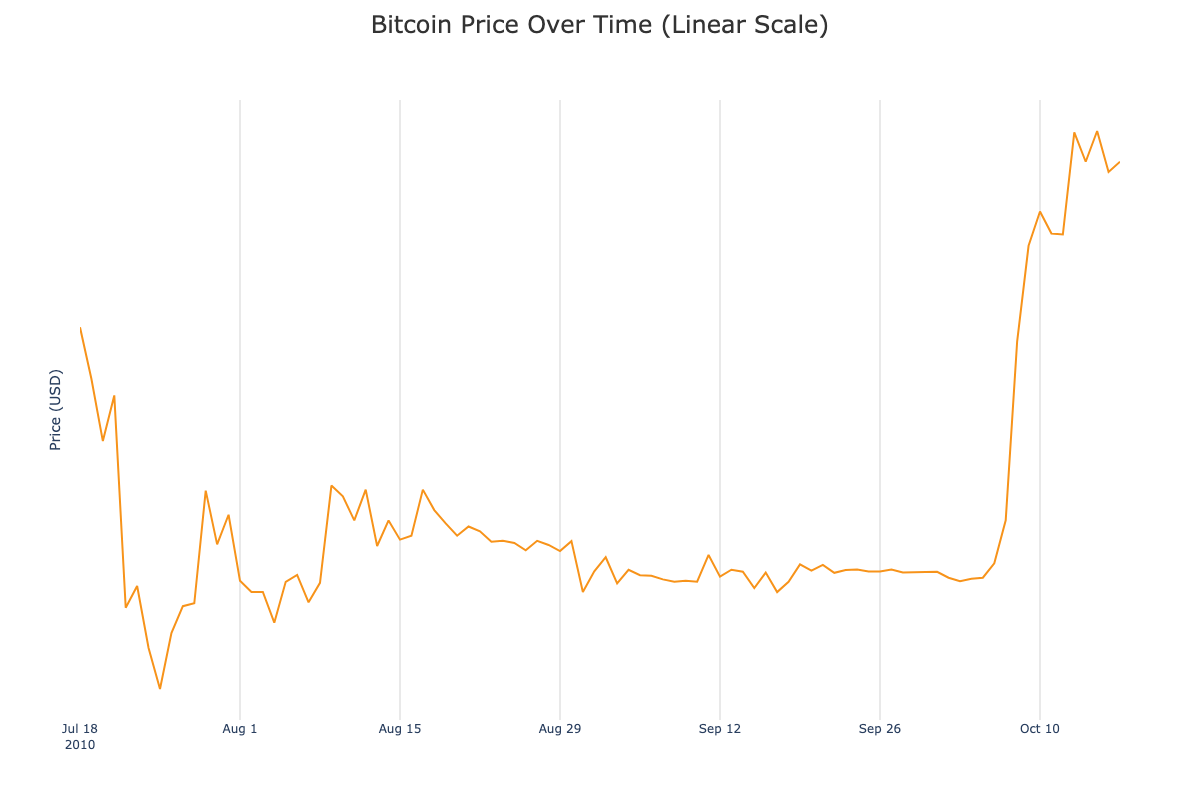 Bitcoin Price Over Time (Linear Scale)
Price (USD)
Jul 18
2010
Aug 1
Aug 15
Aug 29
Sep 12
Sep 26
Oct 10